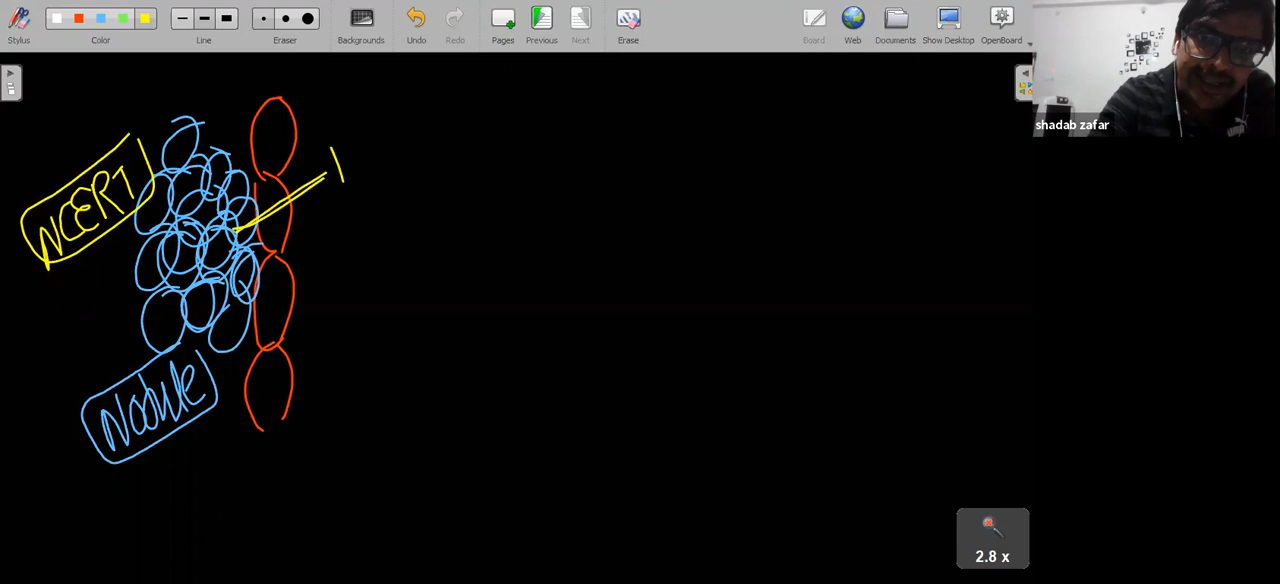 Stylus
Color
Line
Eraser
Backgrounds
Undo
Redo
Pages
Previous
Next
Erase
Board
Web
Documents
Show Desktop
OpenBoard
shadab zafar
NCERT
Nodule
2.8 x